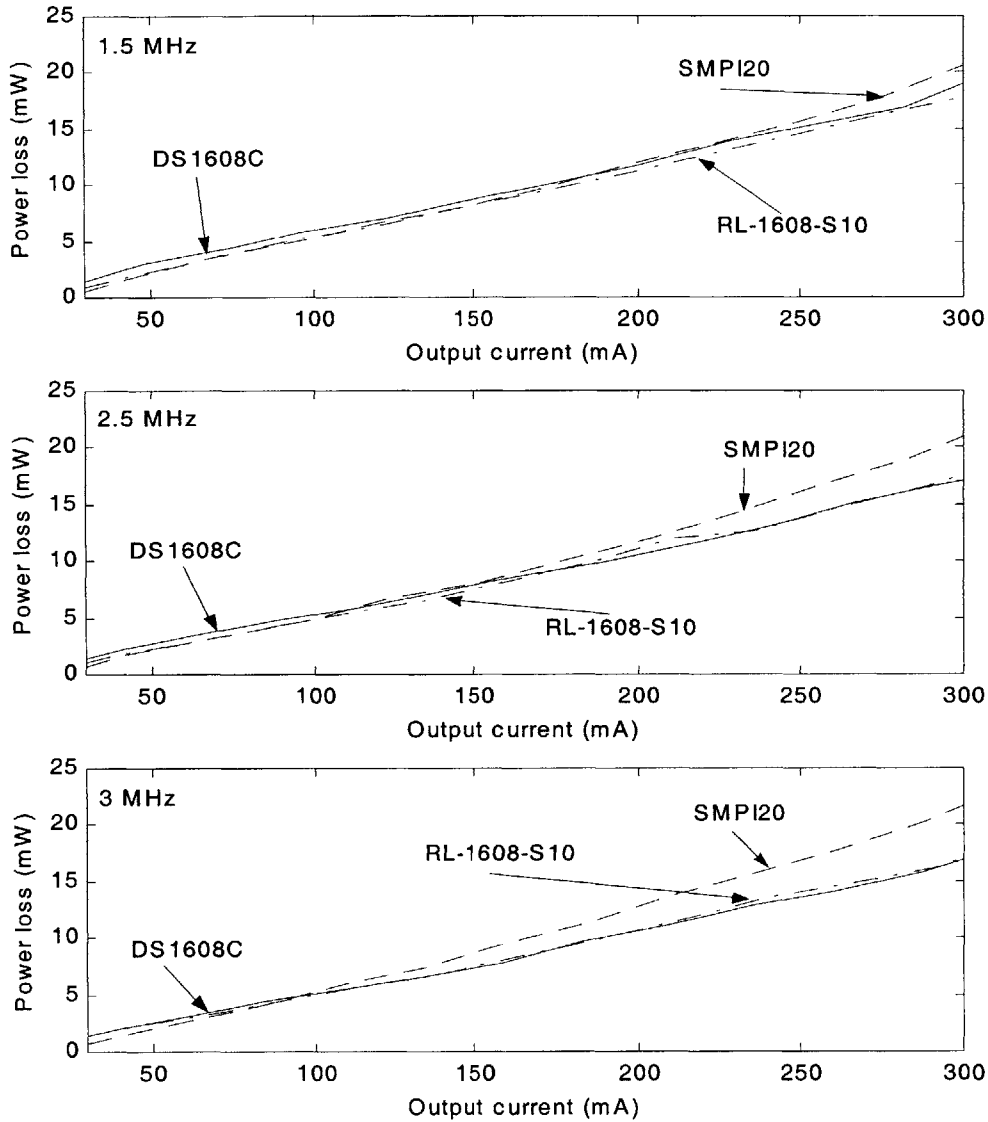 25
1.5 MHz
20
SMPI20
15
DS1608C
10
RL-1608-S10
5
0
Power loss (mW)
50 100 150 200 250 300
Output current (mA)
25
2.5 MHz
20
SMPI20
15
DS1608C
10
5
RL-1608-S10
0
Power loss (mW)
50 100 150 200 250 300
Output current (mA)
25
3 MHz
20
SMPI20
RL-1608-S10
15
10
DS1608C
5
0
Power loss (mW)
50 100 150 200 250 300
Output current (mA)